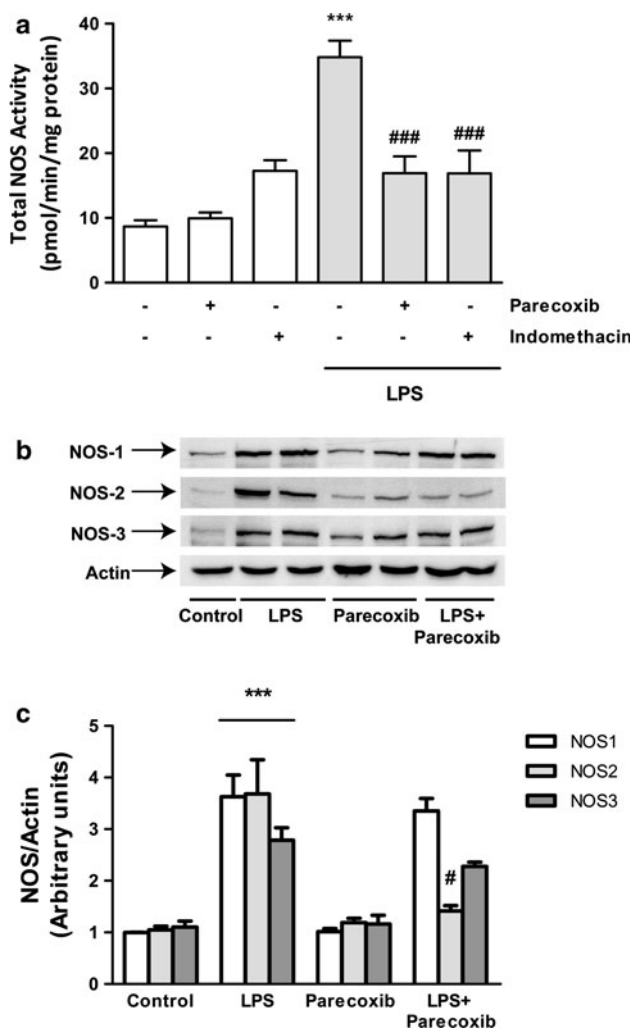 a
Total NOS Activity
(pmol/min/mg protein)
40
30
20
10
0
***
###
###
- + - - + - Parecoxib
- - + - - + Indomethacin
LPS
b
NOS-1
NOS-2
NOS-3
Actin
Control LPS Parecoxib LPS+
Parecoxib
c
NOS/Actin
(Arbitrary units)
5
4
3
2
1
0
***
#
NOS1
NOS2
NOS3
Control LPS Parecoxib LPS+
Parecoxib